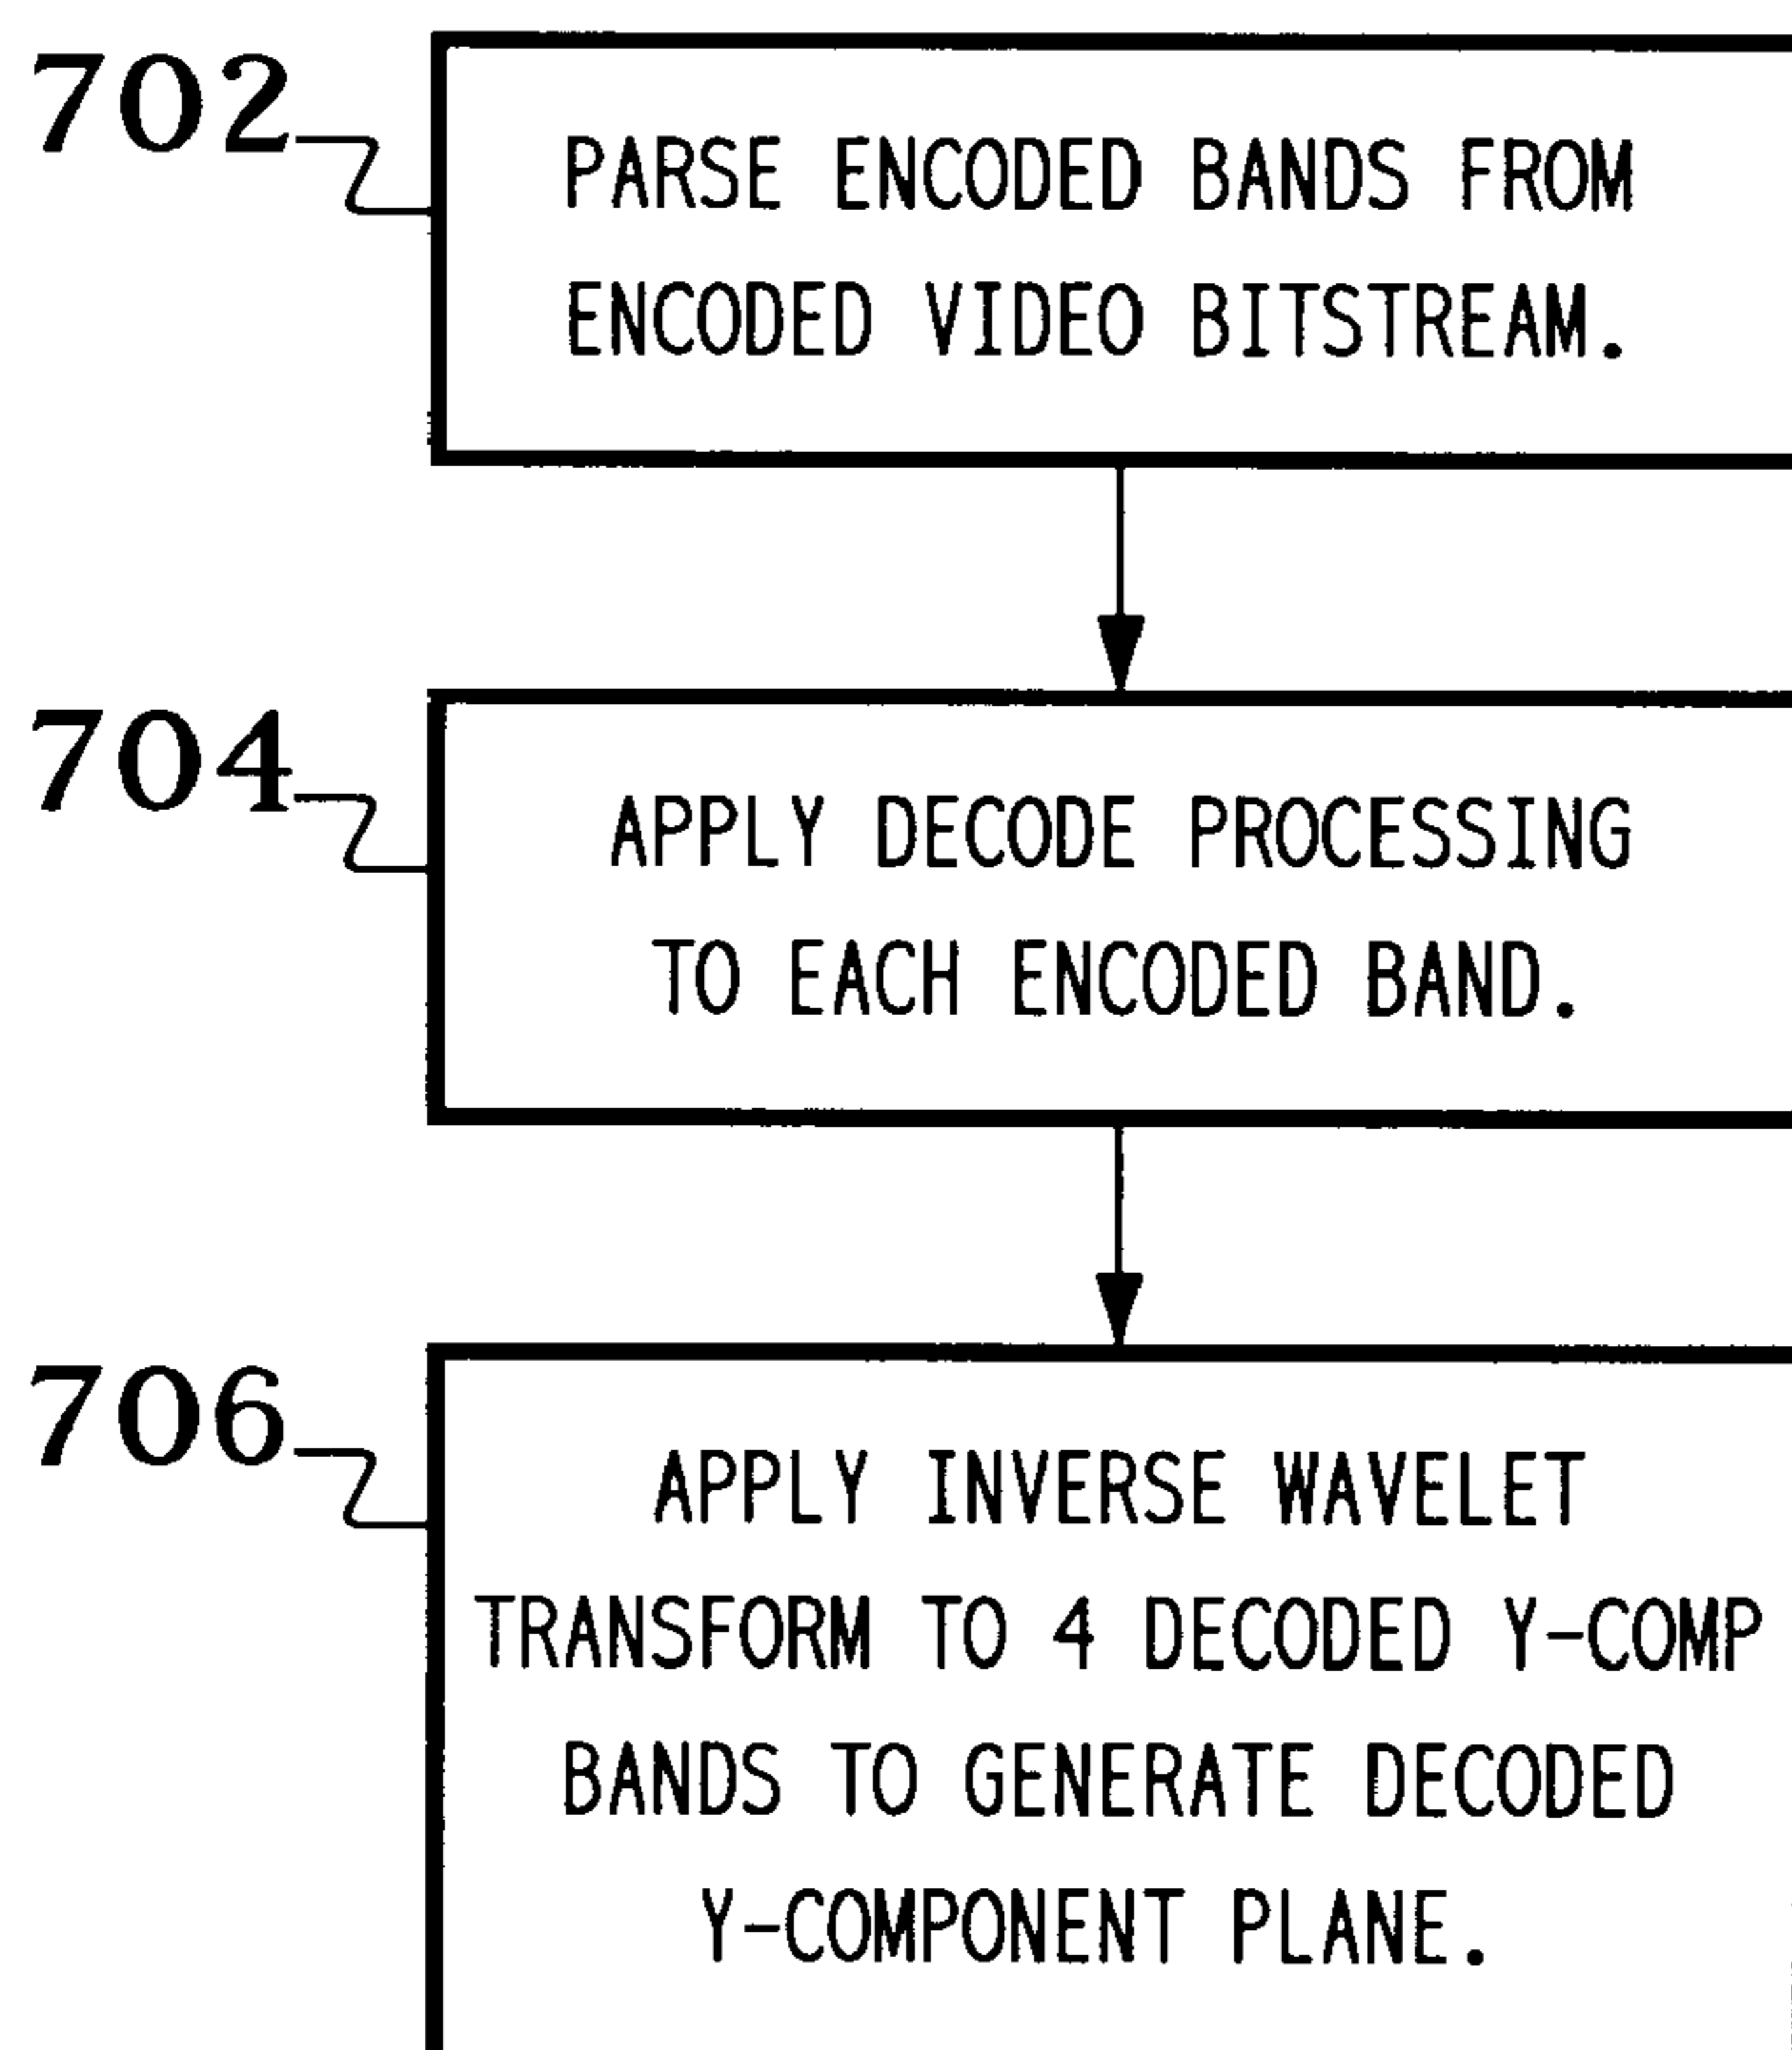 702
PARSE ENCODED BANDS FROM
ENCODED VIDEO BITSTREAM.
704
APPLY DECODE PROCESSING
TO EACH ENCODED BAND.
706
APPLY INVERSE WAVELET
TRANSFORM TO 4 DECODED Y-COMP
BANDS TO GENERATE DECODED
Y-COMPONENT PLANE.